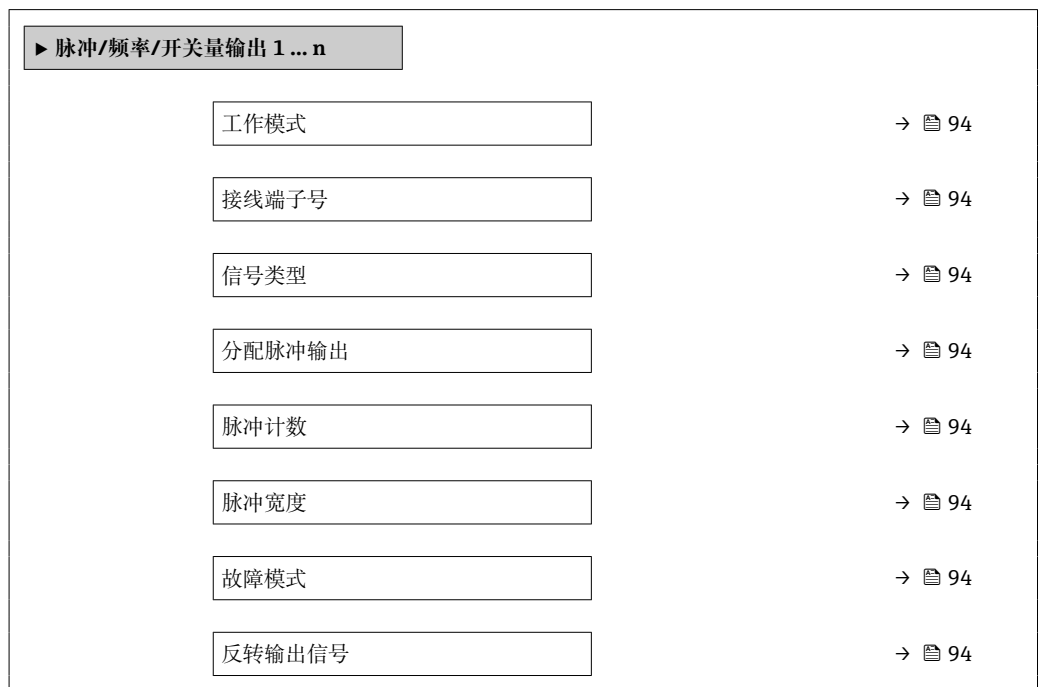 ▶ 脉冲/频率/开关量输出 1 ... n
工作模式 → 94
接线端子号 → 94
信号类型 → 94
分配脉冲输出 → 94
脉冲计数 → 94
脉冲宽度 → 94
故障模式 → 94
反转输出信号 → 94